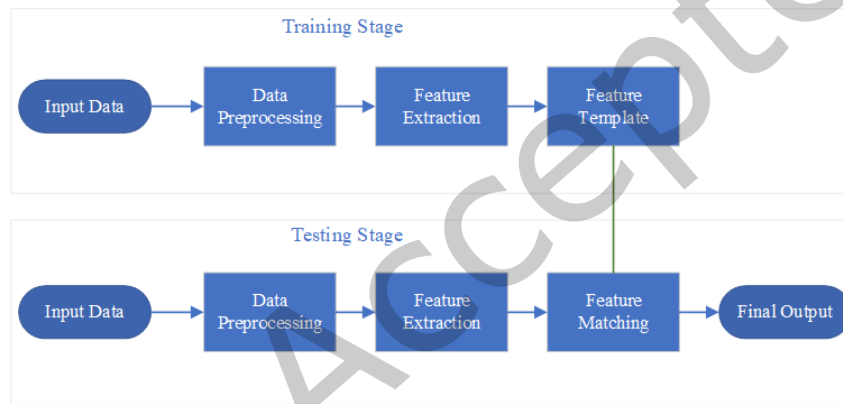 Training Stage
Input Data
Data
Preprocessing
Feature
Extraction
Feature
Template
Testing Stage
Input Data
Data
Preprocessing
Feature
Extraction
Feature
Matching
Final Output
Accepte